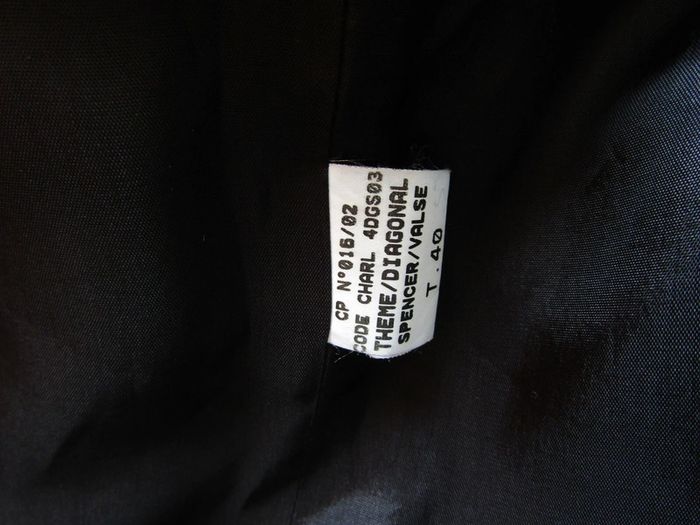 CP N°016/02
CODE CHARL 4DGS03
THEME/DIAGONAL
SPENCER/VALSE
T.40